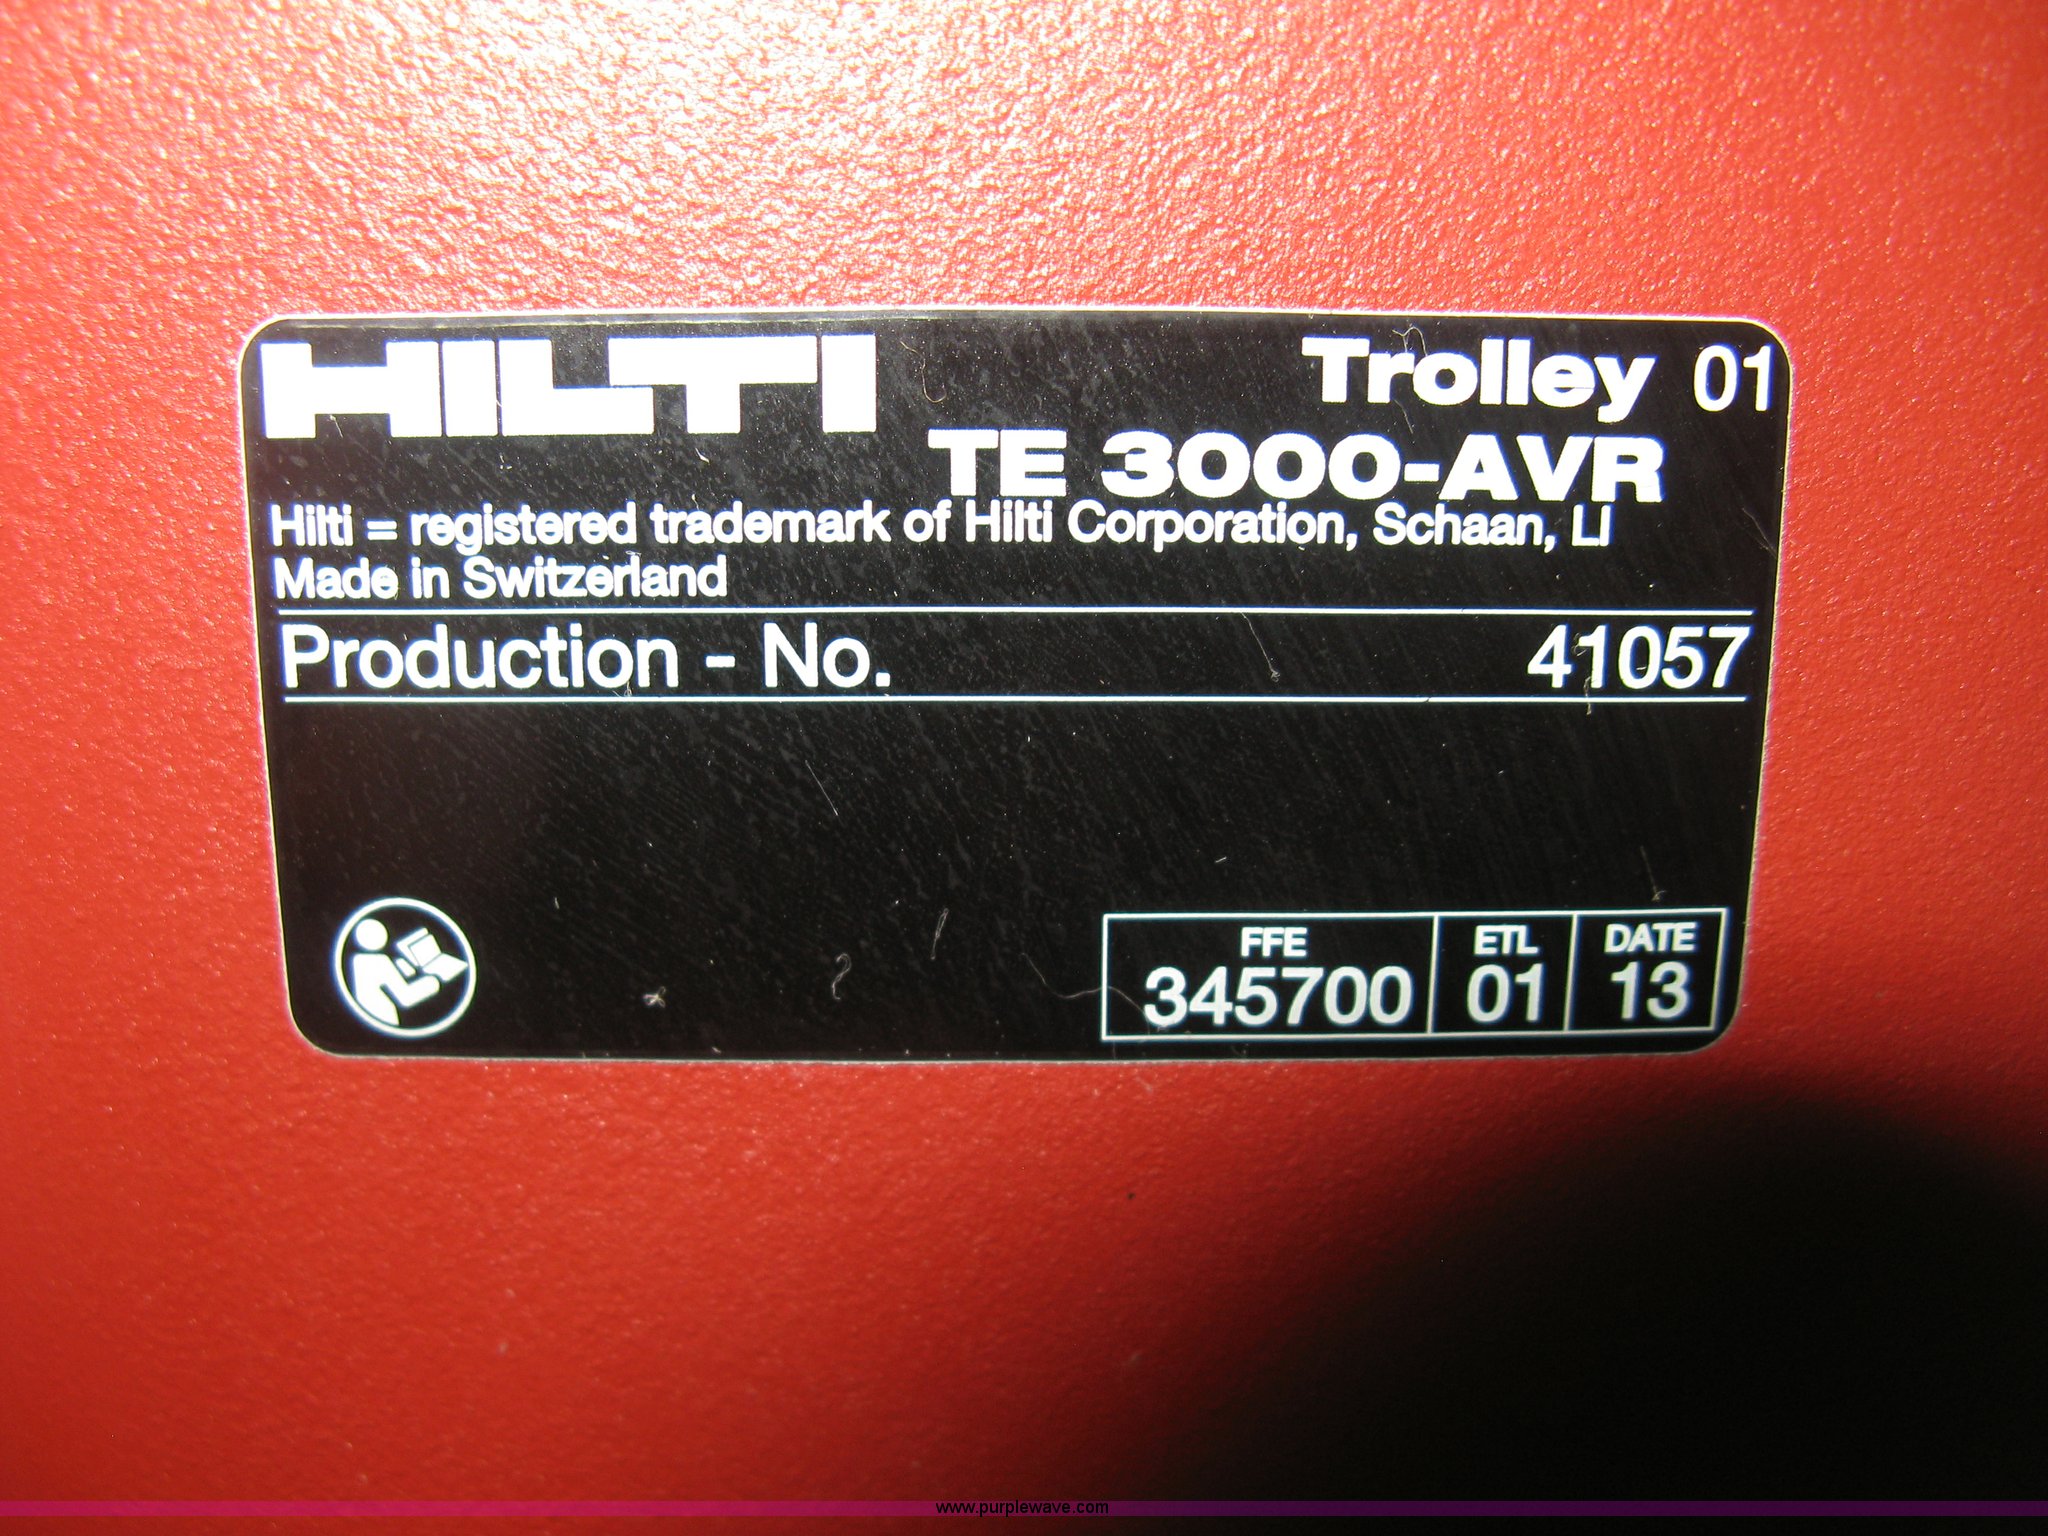 HILTI
Trolley 01
TE 3000-AVR
Hilti = registered trademark of Hilti Corporation, Schaan, LI
Made in Switzerland
Production - No. 41057
FFE ETL DATE
345700 01 13
www.purplewave.com